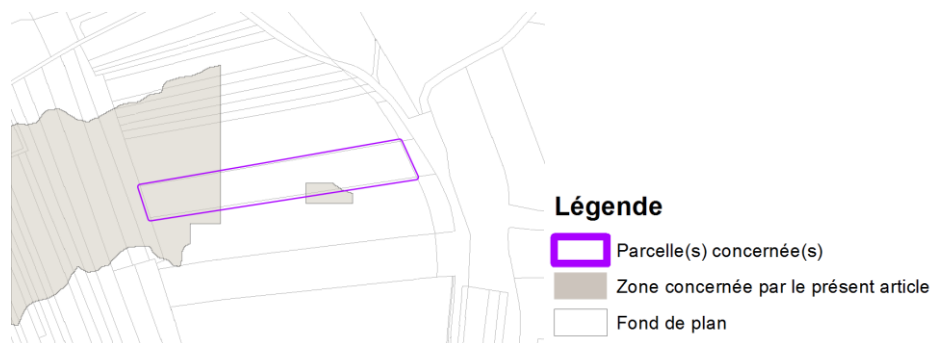 Légende
Parcelle(s) concernée(s)
Zone concernée par le présent article
Fond de plan